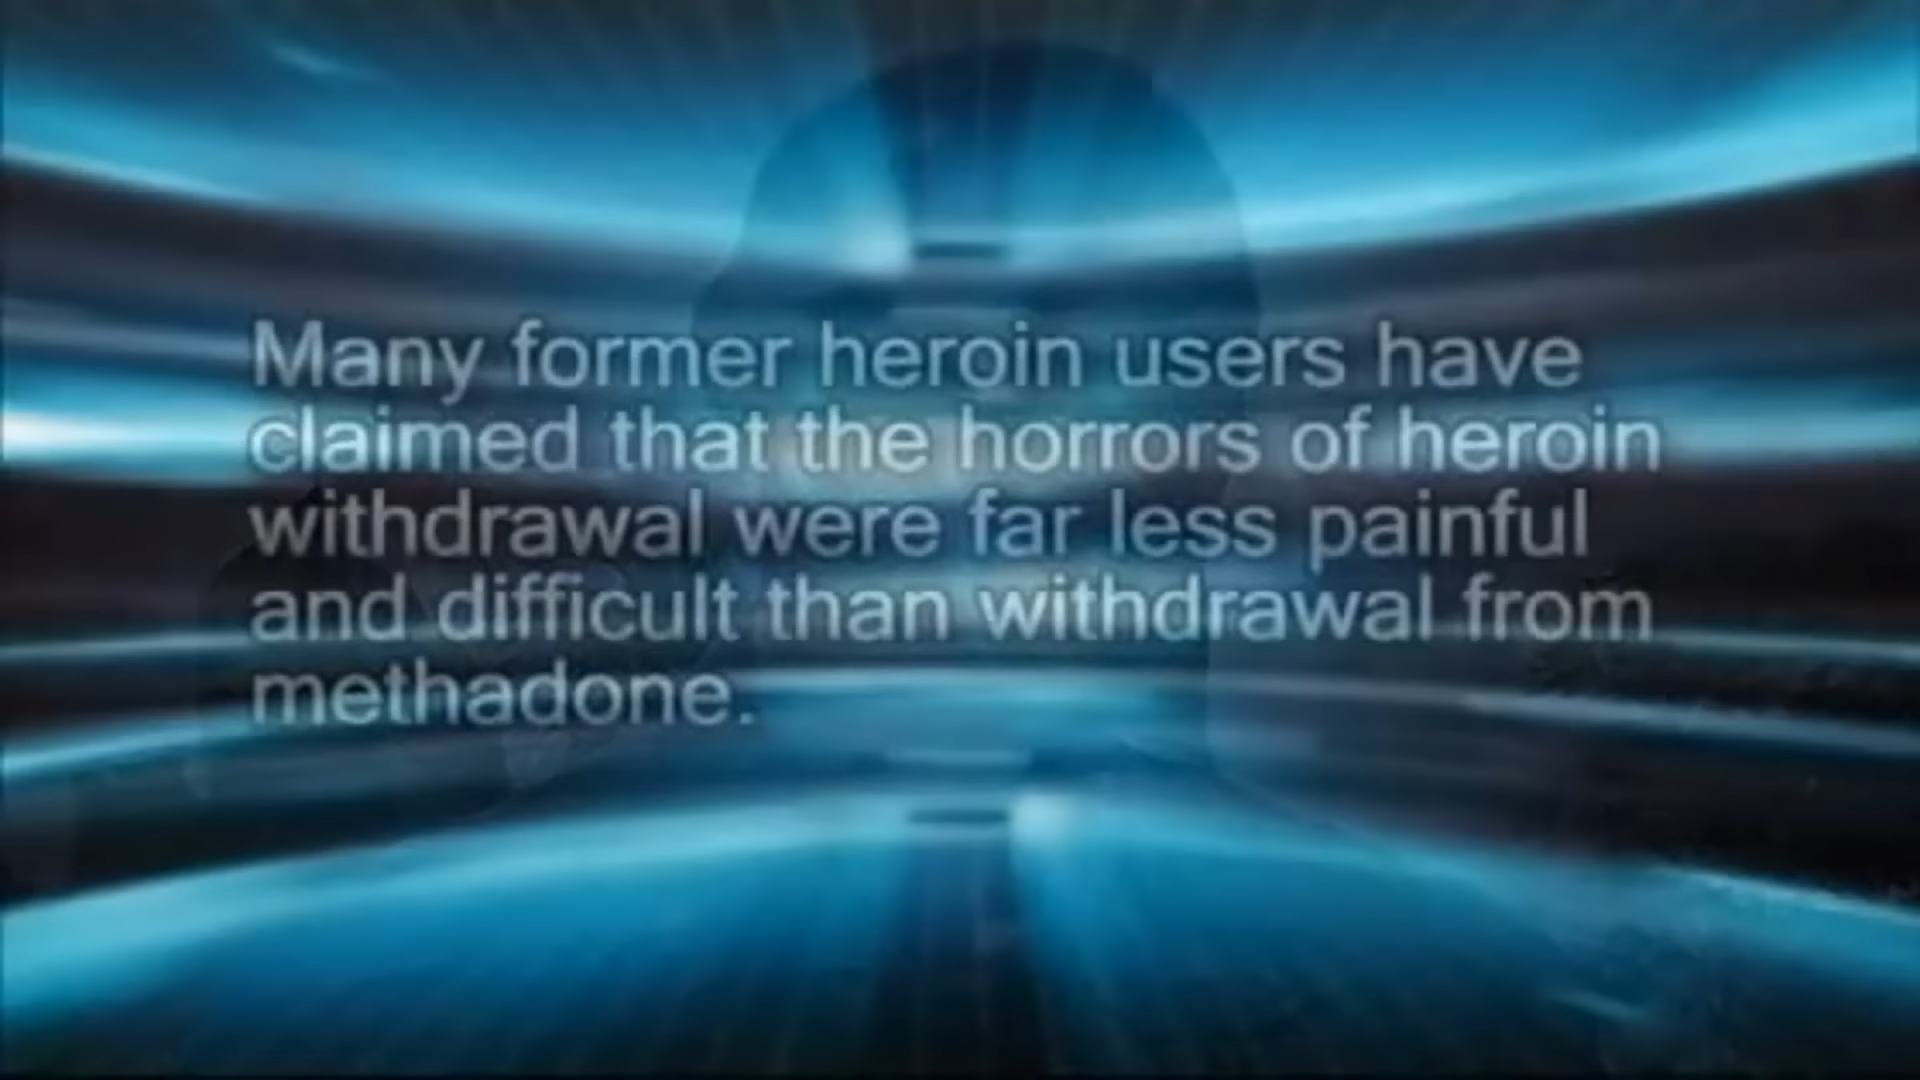 Many former heroin users have
claimed that the horrors of heroin
withdrawal were far less painful
and difficult than withdrawal from
methadone.